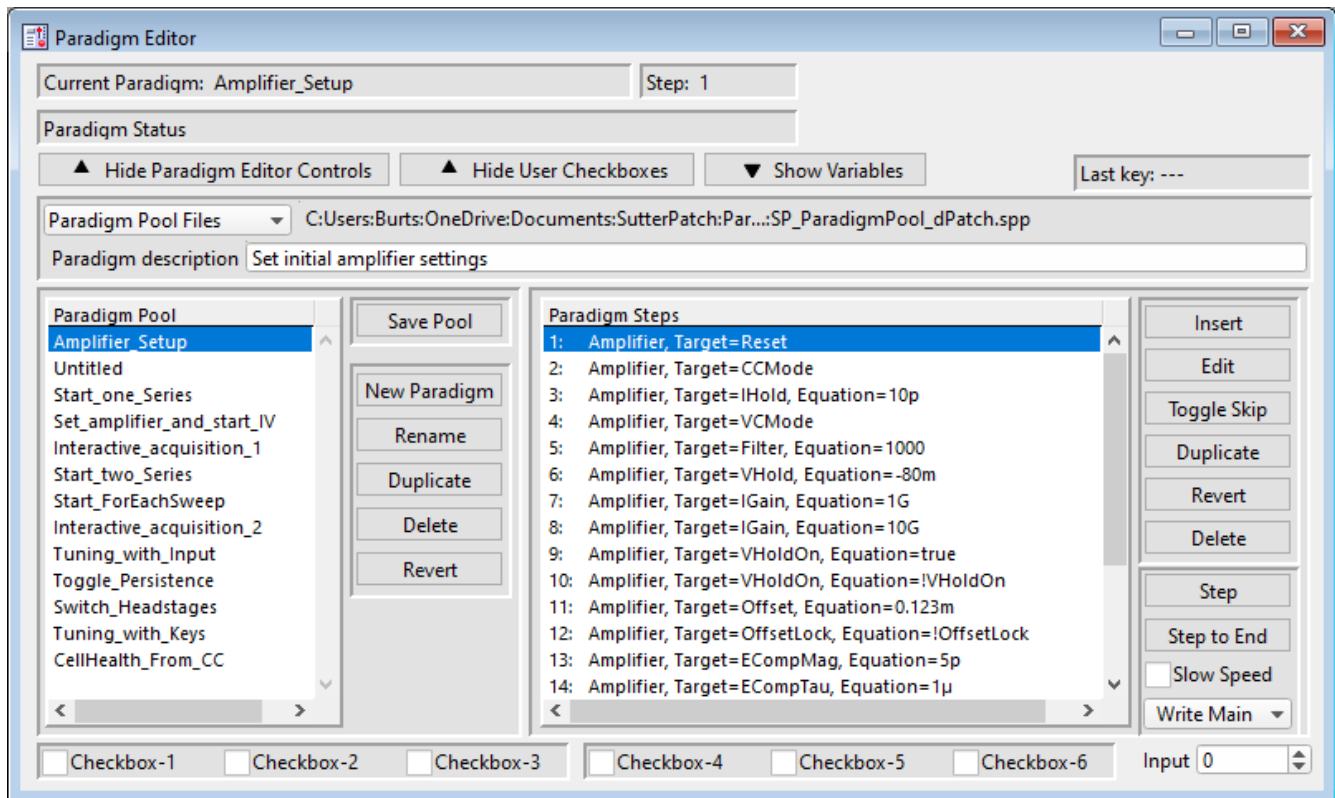 Paradigm Editor
Current Paradigm: Amplifier_Setup
Step: 1
Paradigm Status
▲ Hide Paradigm Editor Controls
▲ Hide User Checkboxes
▼ Show Variables
Last key: ---
Paradigm Pool Files
C:Users:Burts:OneDrive:Documents:SutterPatch:Par...:SP_ParadigmPool_dPatch.spp
Paradigm description
Set initial amplifier settings
Paradigm Pool
Amplifier_Setup
Untitled
Start_one_Series
Set_amplifier_and_start_IV
Interactive_acquisition_1
Start_two_Series
Start_ForEachSweep
Interactive_acquisition_2
Tuning_with_Input
Toggle_Persistence
Switch_Headstages
Tuning_with_Keys
CellHealth_From_CC
Save Pool
New Paradigm
Rename
Duplicate
Delete
Revert
Paradigm Steps
1: Amplifier, Target=Reset
2: Amplifier, Target=CCMode
3: Amplifier, Target=IHold, Equation=10p
4: Amplifier, Target=VCMode
5: Amplifier, Target=Filter, Equation=1000
6: Amplifier, Target=VHold, Equation=-80m
7: Amplifier, Target=IGain, Equation=1G
8: Amplifier, Target=IGain, Equation=10G
9: Amplifier, Target=VHoldOn, Equation=true
10: Amplifier, Target=VHoldOn, Equation=!VHoldOn
11: Amplifier, Target=Offset, Equation=0.123m
12: Amplifier, Target=OffsetLock, Equation=!OffsetLock
13: Amplifier, Target=ECompMag, Equation=5p
14: Amplifier, Target=ECompTau, Equation=1µ
Insert
Edit
Toggle Skip
Duplicate
Revert
Delete
Step
Step to End
Slow Speed
Write Main
Checkbox-1
Checkbox-2
Checkbox-3
Checkbox-4
Checkbox-5
Checkbox-6
Input 0